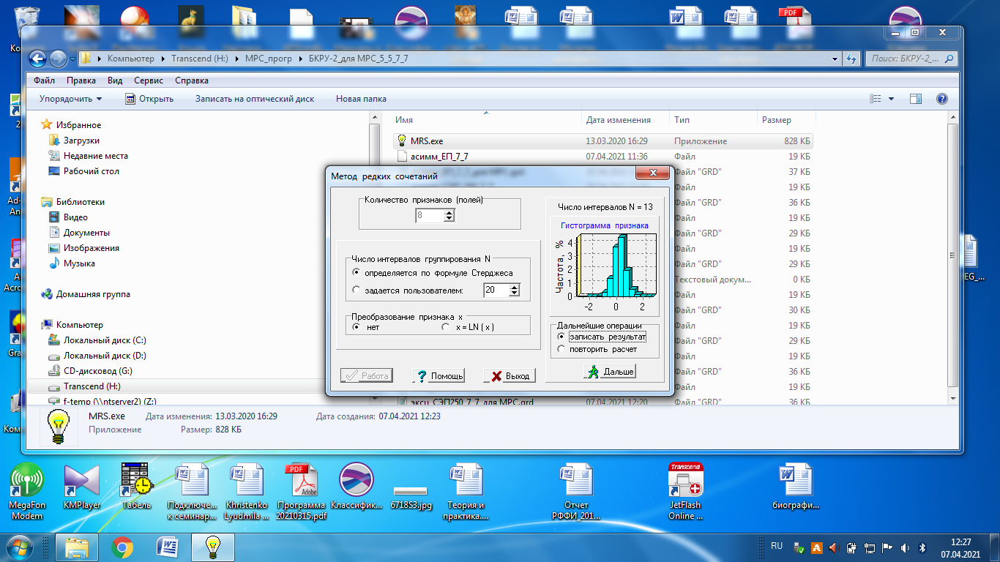 Компьютер
Transcend (H:)
МРС_прогр
БКРУ-2_для МРС_5_5_7_7
Поиск: БКРУ-2_...
Файл
Правка
Вид
Сервис
Справка
Упорядочить
Открыть
Записать на оптический диск
Новая папка
Избранное
Загрузки
Недавние места
Рабочий стол
Библиотеки
Видео
Документы
Изображения
Музыка
Домашняя группа
Компьютер
Локальный диск (C:)
Локальный диск (D:)
CD-дисковод (G:)
Transcend (H:)
f-temp (\\ntserver2) (Z:)
Имя
Дата изменения
Тип
Размер
MRS.exe 13.03.2020 16:29 Приложение 828 КБ
асимм_ЕП_7_7 07.04.2021 11:36 Файл 19 КБ
Файл "GRD" 37 КБ
Файл 19 КБ
Файл "GRD" 36 КБ
Файл 19 КБ
Файл "GRD" 29 КБ
Файл 19 КБ
Файл "GRD" 29 КБ
Текстовый докум... 0 КБ
Файл 19 КБ
Файл "GRD" 30 КБ
Файл 19 КБ
Файл "GRD" 29 КБ
Файл 19 КБ
Файл "GRD" 36 КБ
Файл 19 КБ
эксц_СЭП250_7_7_для МРС.grd 07.04.2021 12:20 Файл "GRD" 36 КБ
Метод редких сочетаний
Количество признаков (полей)
8
Число интервалов группирования N
определяется по формуле Стерджеса
задается пользователем:
20
Преобразование признака x
нет
x = LN ( x )
Работа
Помощь
Выход
Число интервалов N = 13
Гистограмма признака
Частота, %
4
3
2
1
0
-2
0
2
Дальнейшие операции
записать результат
повторить расчет
Дальше
MRS.exe
Приложение
Дата изменения: 13.03.2020 16:29
Размер: 828 КБ
Дата создания: 07.04.2021 12:23
MegaFon
Modem
KMPlayer
Табель
Подключе...
к семинар...
Khristenko
Lyudmila ...
Программа
20210315.pdf
Классифик...
6718S3.jpg
Теория и
практика....
Отчет
РФФИ_201...
JetFlash
Online ...
биографи...
RU
12:27
07.04.2021